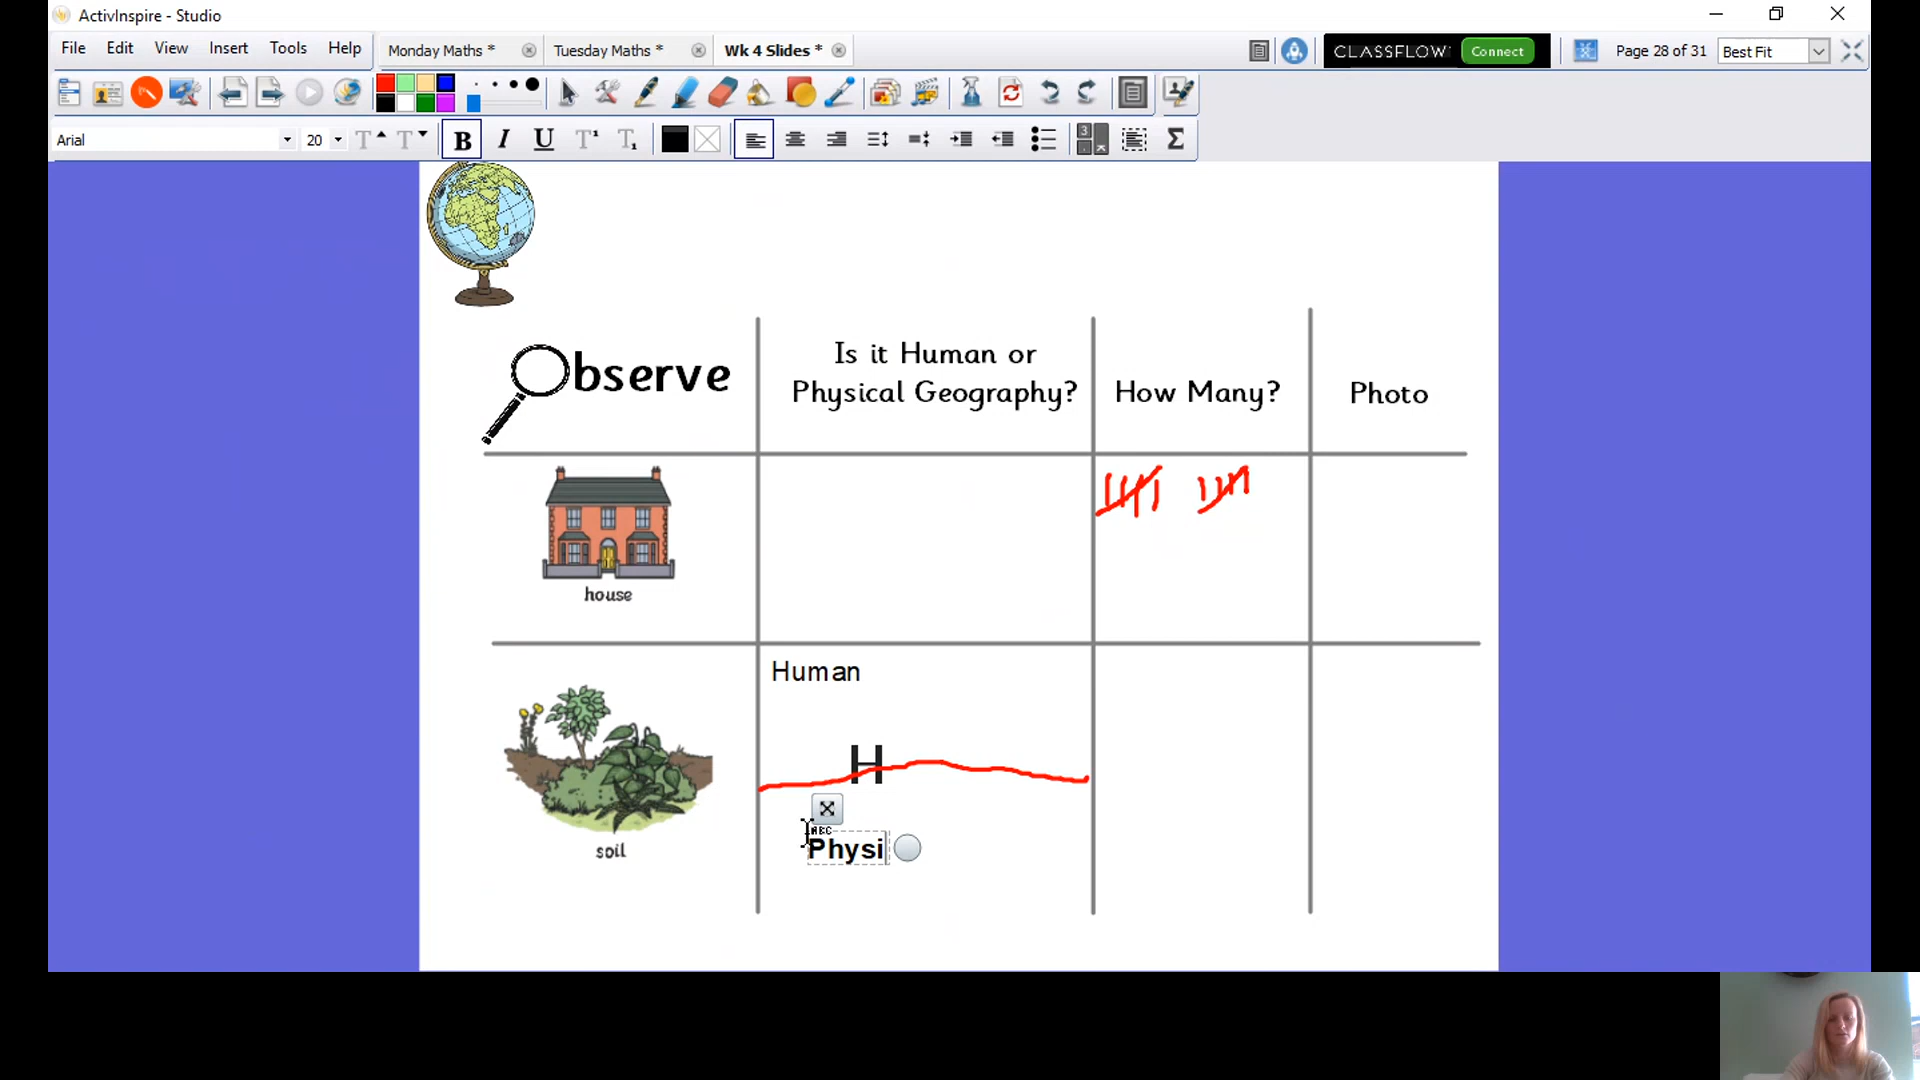 ActivInspire - Studio
File Edit View Insert Tools Help
Monday Maths *
Tuesday Maths *
Wk 4 Slides *
CLASSFLOW
Connect
Page 28 of 31
Best Fit
Arial
20
B I U
Observe
Is it Human or
Physical Geography?
How Many?
Photo
house
Human
H
ABC
Physi
soil